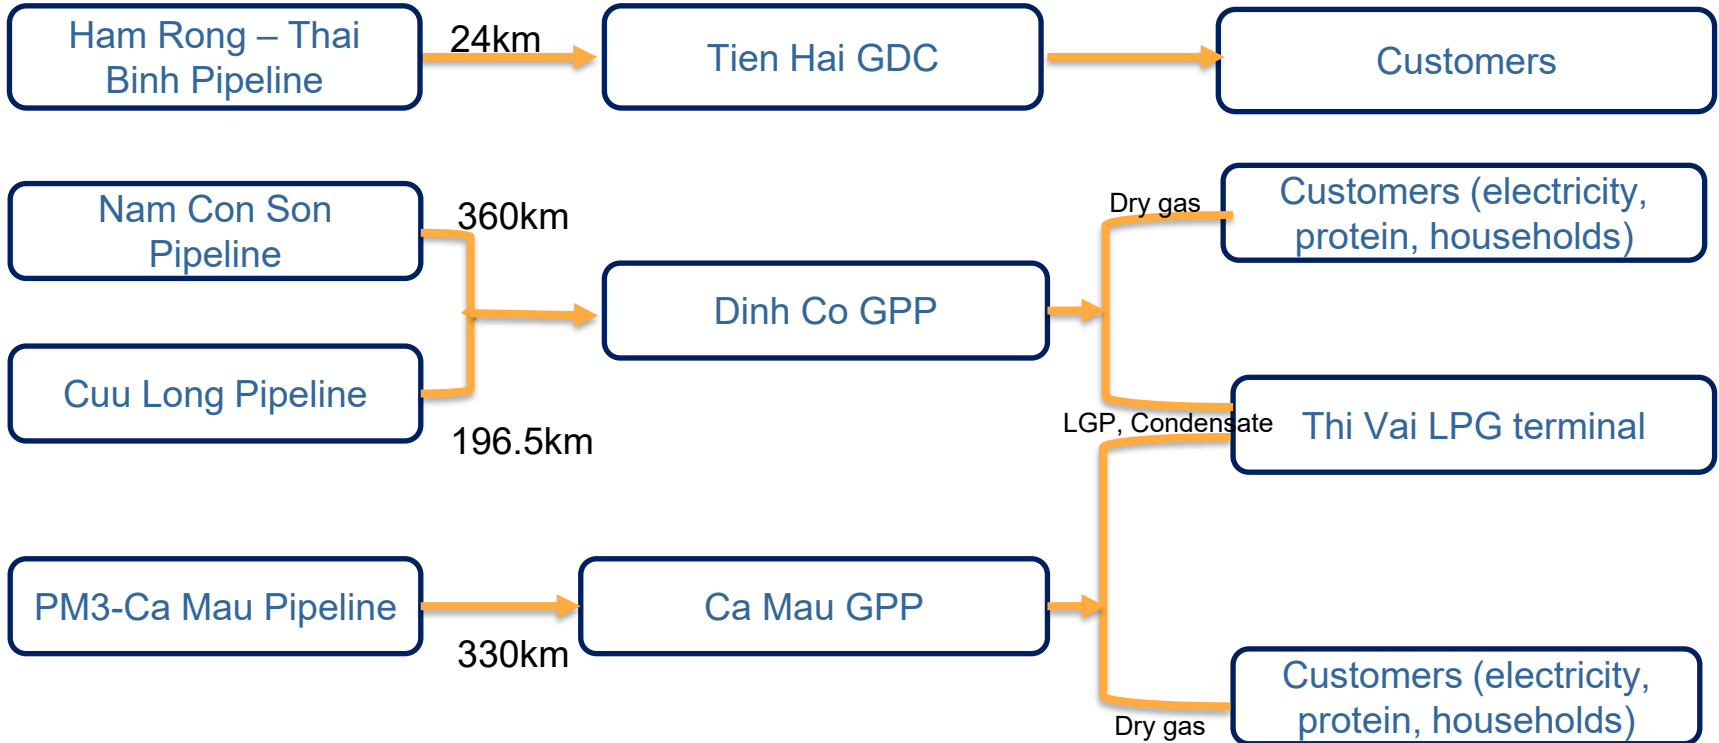 Ham Rong – Thai
Binh Pipeline
24km
Tien Hai GDC
Customers
Nam Con Son
Pipeline
360km
Cuu Long Pipeline
196.5km
Dinh Co GPP
Dry gas
Customers (electricity,
protein, households)
LGP, Condensate
Thi Vai LPG terminal
PM3-Ca Mau Pipeline
330km
Ca Mau GPP
Dry gas
Customers (electricity,
protein, households)